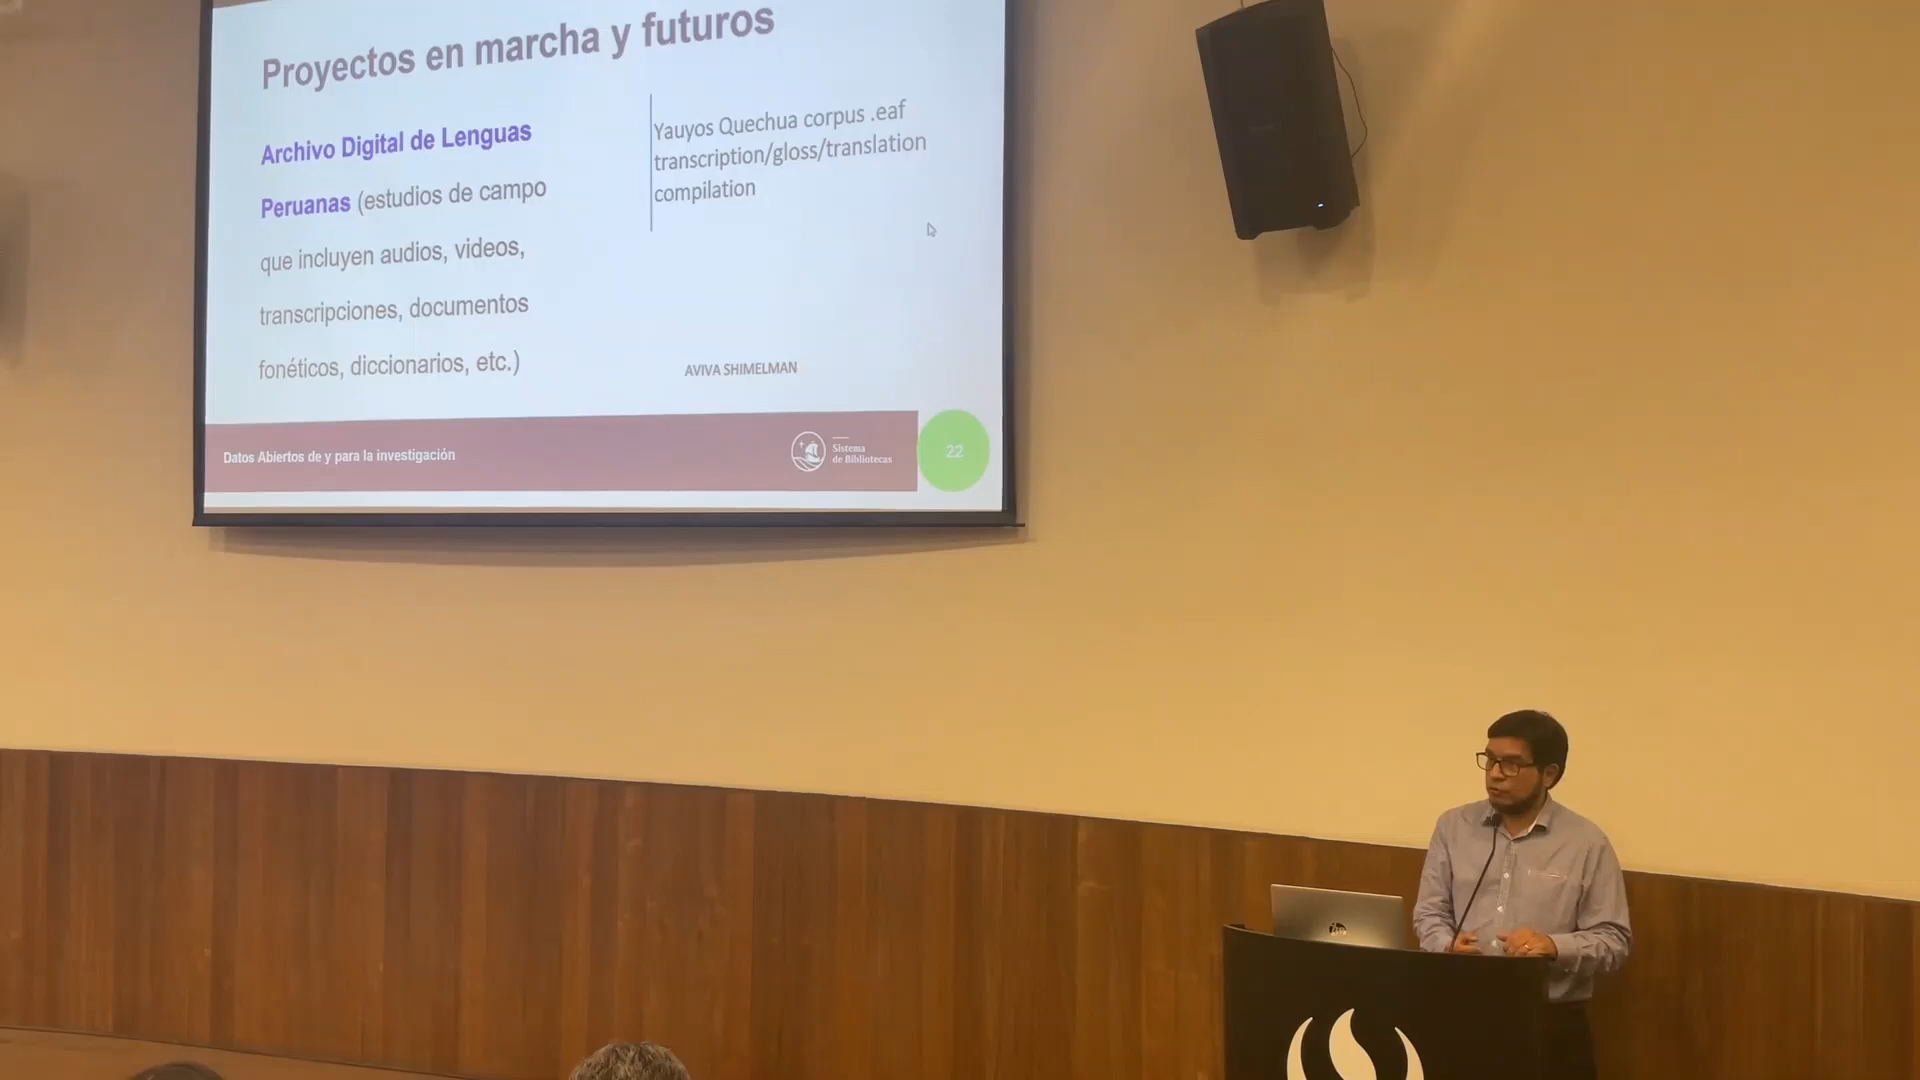 Proyectos en marcha y futuros
Archivo Digital de Lenguas
Peruanas (estudios de campo
que incluyen audios, videos,
transcripciones, documentos
fonéticos, diccionarios, etc.)
Yauyos Quechua corpus .eaf
transcription/gloss/translation
compilation
AVIVA SHIMELMAN
Datos Abiertos de y para la investigación
Sistema
de Bibliotecas
22
hp